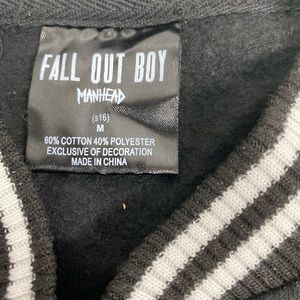 FALL OUT BOY
MANHEAD
(s16)
M
60% COTTON 40% POLYESTER
EXCLUSIVE OF DECORATION
MADE IN CHINA